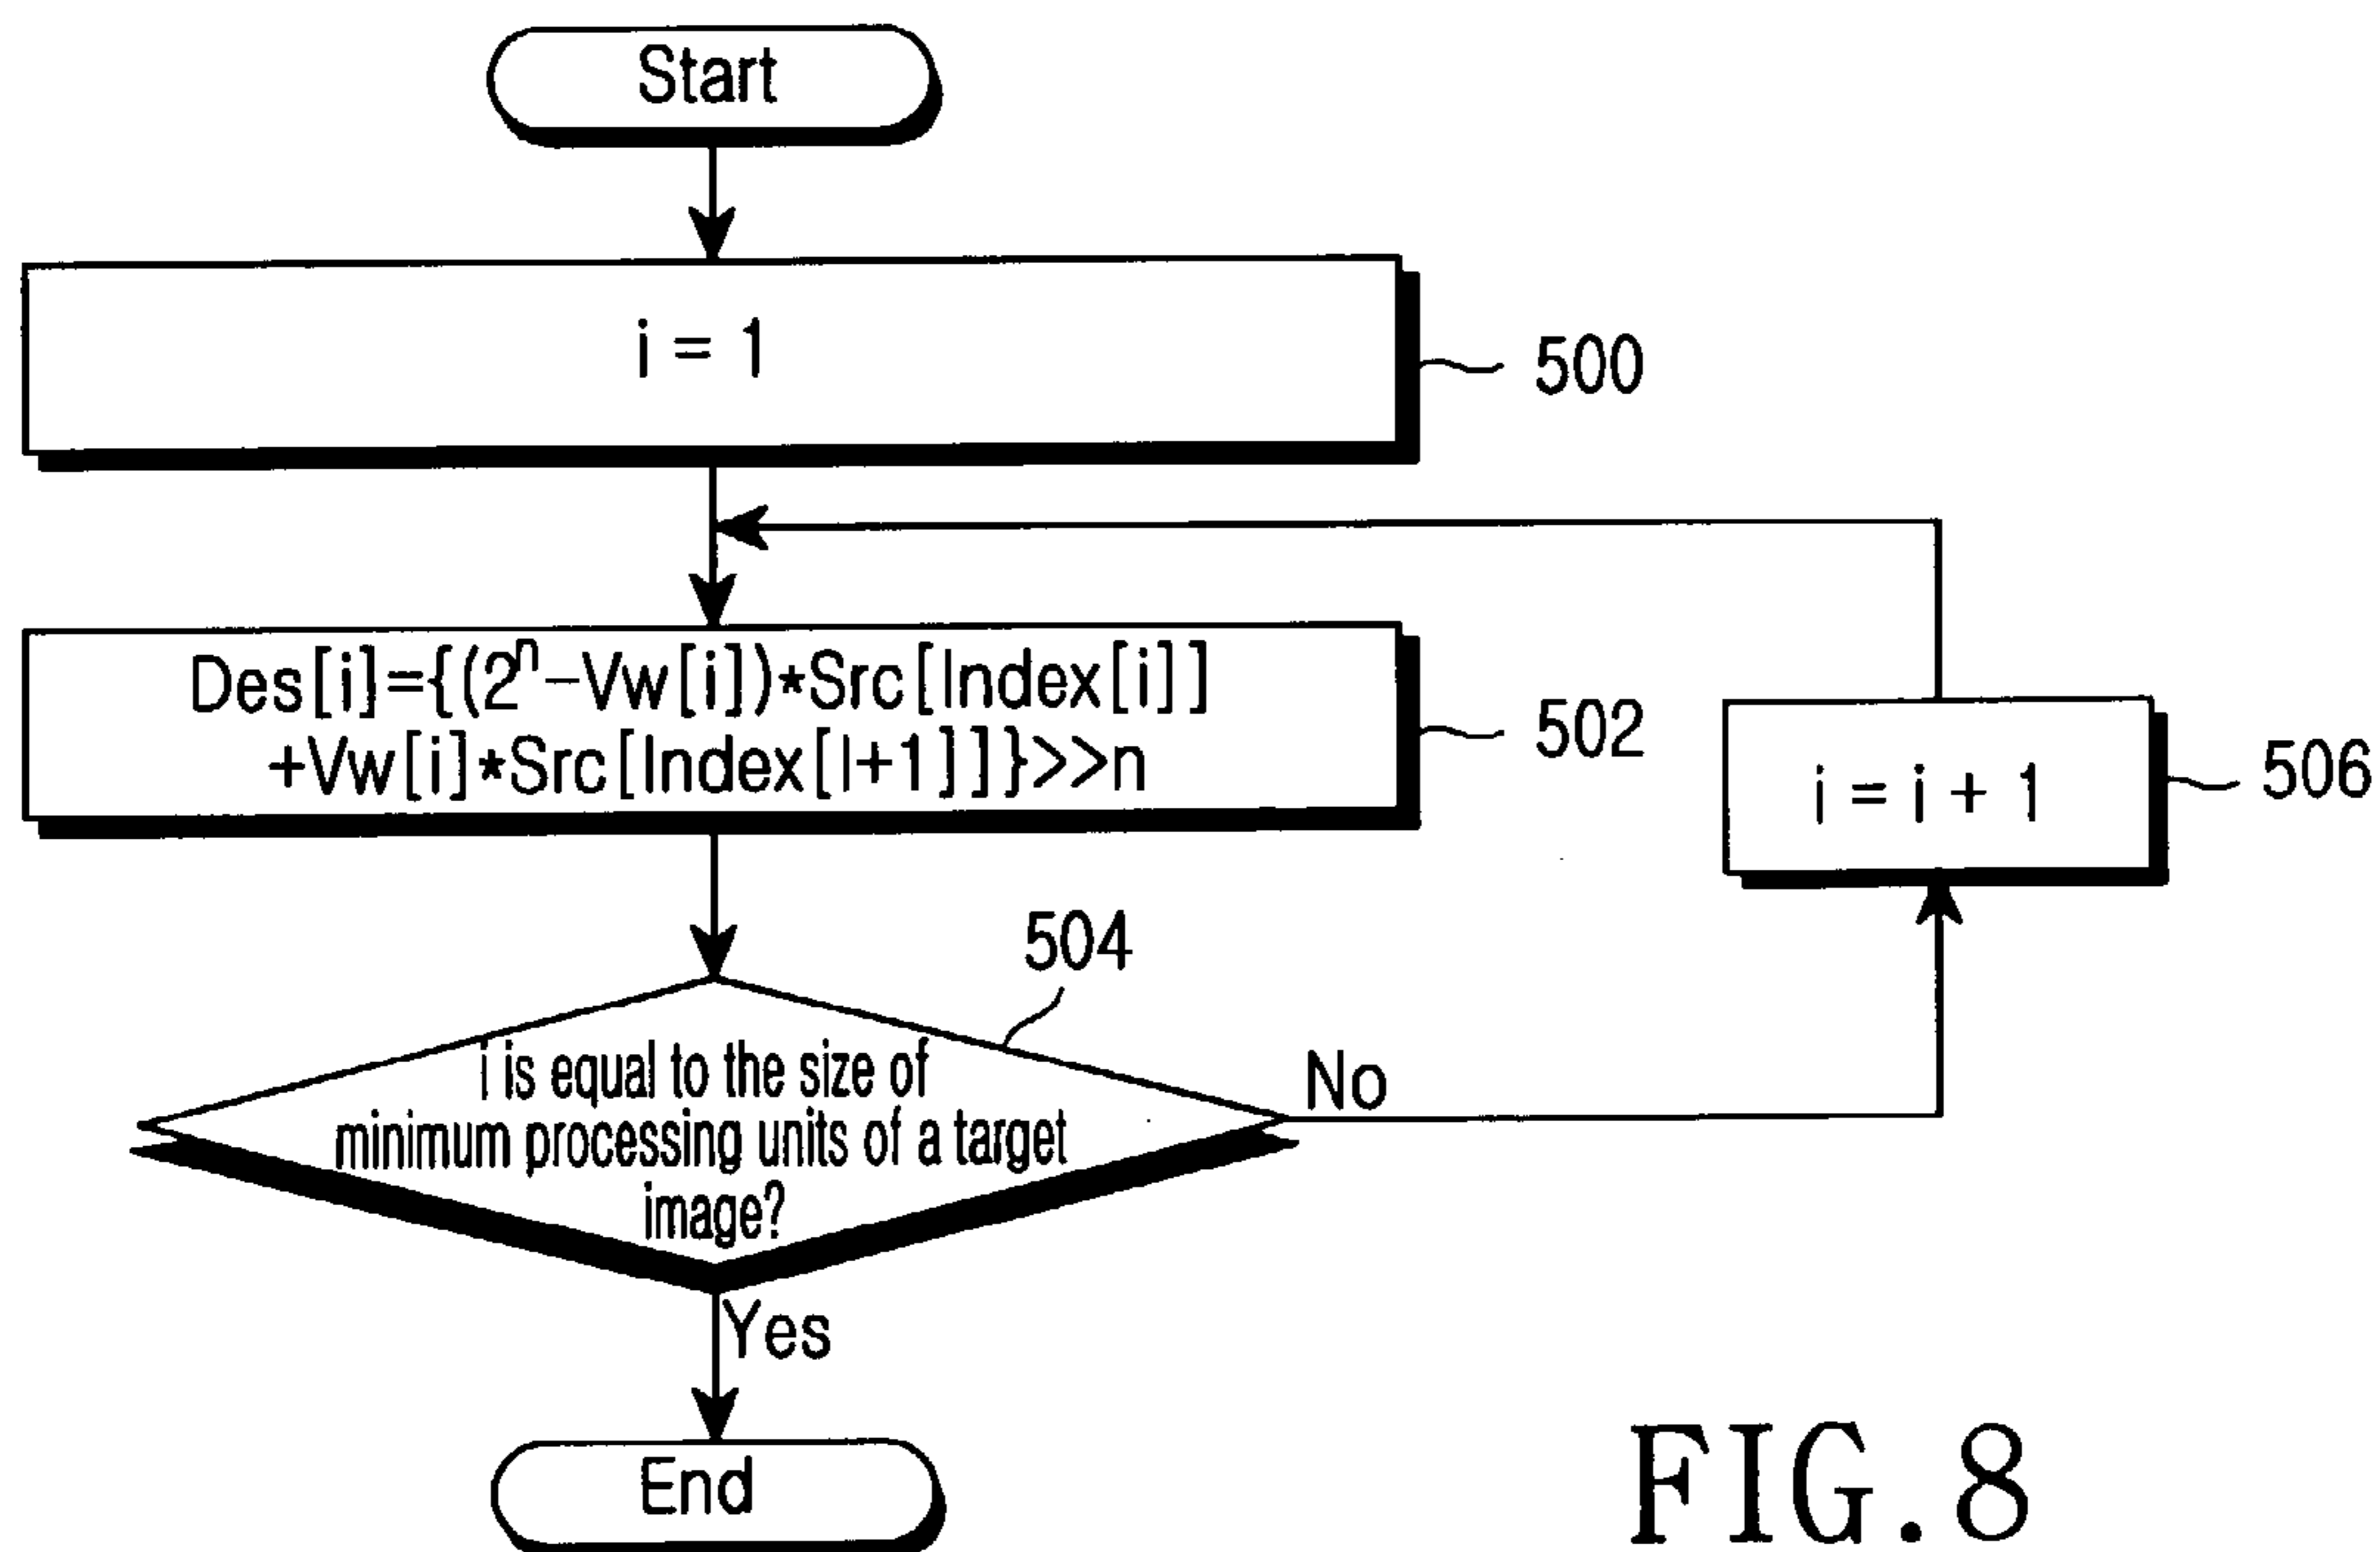 Start
i = 1
500
Des[i]={(2ⁿ-Vw[i])*Src[Index[i]]
+Vw[i]*Src[Index[I+1]]}>>n
502
i = i + 1
506
504
i is equal to the size of
minimum processing units of a target
image?
No
Yes
End
FIG.8